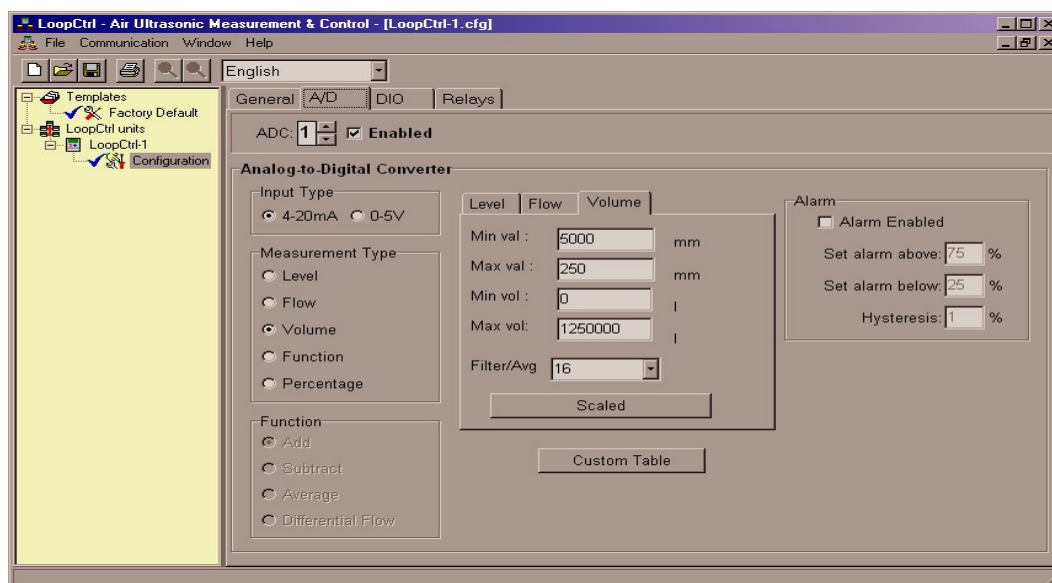 LoopCtrl - Air Ultrasonic Measurement & Control - [LoopCtrl-1.cfg]
File Communication Window Help
English
Templates
Factory Default
LoopCtrl units
LoopCtrl-1
Configuration
General A/D DIO Relays
ADC: 1 Enabled
Analog-to-Digital Converter
Input Type
4-20mA 0-5V
Measurement Type
Level
Flow
Volume
Function
Percentage
Function
Add
Subtract
Average
Differential Flow
Level Flow Volume
Min val : 5000 mm
Max val : 250 mm
Min vol : 0 l
Max vol: 1250000 l
Filter/Avg 16
Scaled
Custom Table
Alarm
Alarm Enabled
Set alarm above: 75 %
Set alarm below: 25 %
Hysteresis: 1 %